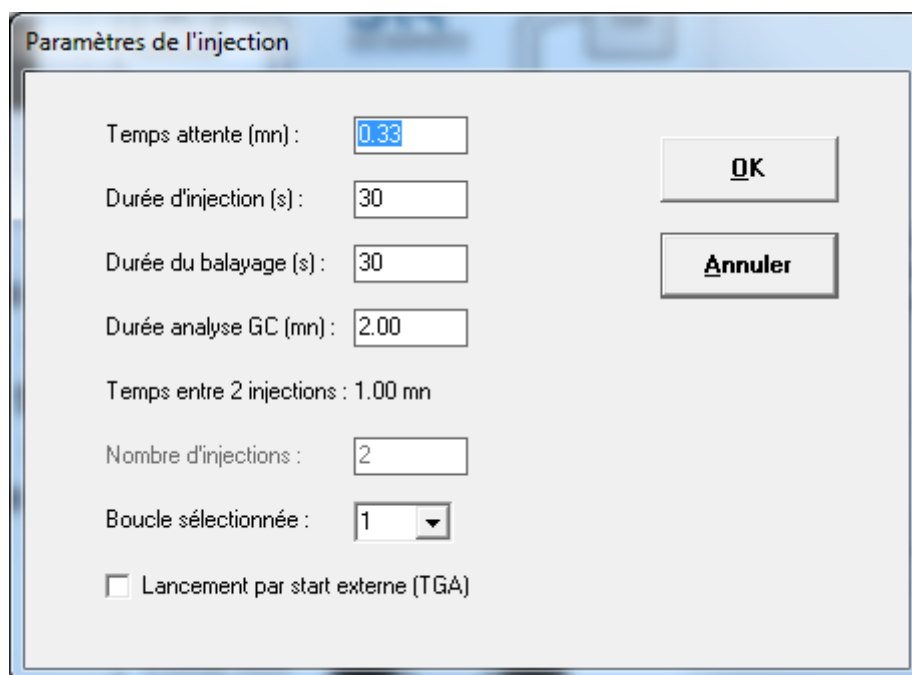 Paramètres de l'injection
Temps attente (mn) : 0.33
Durée d'injection (s) : 30
Durée du balayage (s) : 30
Durée analyse GC (mn) : 2.00
Temps entre 2 injections : 1.00 mn
Nombre d'injections : 2
Boucle sélectionnée : 1
Lancement par start externe (TGA)
OK
Annuler